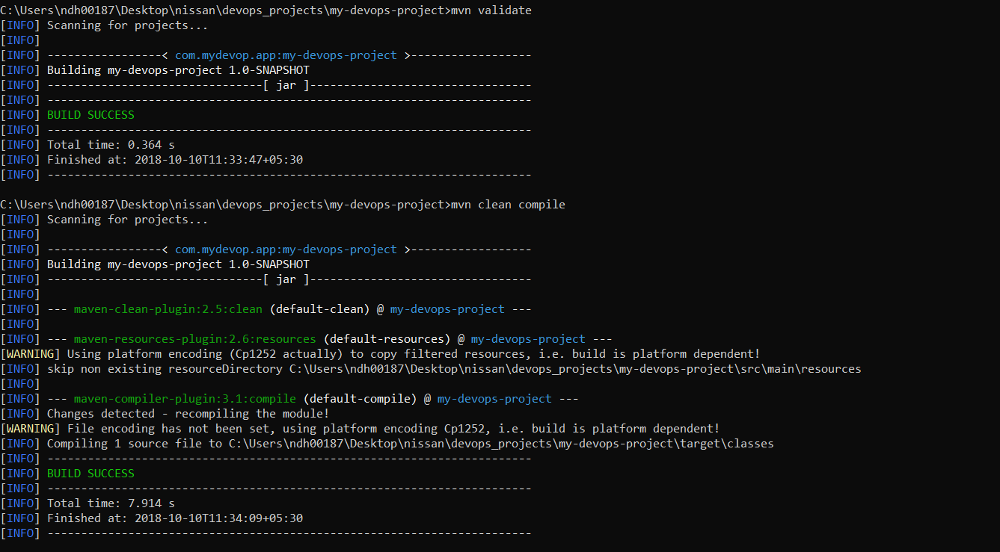 C:\Users\ndh00187\Desktop\nissan\devops_projects\my-devops-project>mvn validate
[INFO] Scanning for projects...
[INFO]
[INFO] -----------------< com.mydevop.app:my-devops-project >------------------
[INFO] Building my-devops-project 1.0-SNAPSHOT
[INFO] --------------------------------[ jar ]---------------------------------
[INFO] ------------------------------------------------------------------------
[INFO] BUILD SUCCESS
[INFO] ------------------------------------------------------------------------
[INFO] Total time: 0.364 s
[INFO] Finished at: 2018-10-10T11:33:47+05:30
[INFO] ------------------------------------------------------------------------
C:\Users\ndh00187\Desktop\nissan\devops_projects\my-devops-project>mvn clean compile
[INFO] Scanning for projects...
[INFO]
[INFO] -----------------< com.mydevop.app:my-devops-project >------------------
[INFO] Building my-devops-project 1.0-SNAPSHOT
[INFO] --------------------------------[ jar ]---------------------------------
[INFO]
[INFO] --- maven-clean-plugin:2.5:clean (default-clean) @ my-devops-project ---
[INFO]
[INFO] --- maven-resources-plugin:2.6:resources (default-resources) @ my-devops-project ---
[WARNING] Using platform encoding (Cp1252 actually) to copy filtered resources, i.e. build is platform dependent!
[INFO] skip non existing resourceDirectory C:\Users\ndh00187\Desktop\nissan\devops_projects\my-devops-project\src\main\resources
[INFO]
[INFO] --- maven-compiler-plugin:3.1:compile (default-compile) @ my-devops-project ---
[INFO] Changes detected - recompiling the module!
[WARNING] File encoding has not been set, using platform encoding Cp1252, i.e. build is platform dependent!
[INFO] Compiling 1 source file to C:\Users\ndh00187\Desktop\nissan\devops_projects\my-devops-project\target\classes
[INFO] ------------------------------------------------------------------------
[INFO] BUILD SUCCESS
[INFO] ------------------------------------------------------------------------
[INFO] Total time: 7.914 s
[INFO] Finished at: 2018-10-10T11:34:09+05:30
[INFO] ------------------------------------------------------------------------